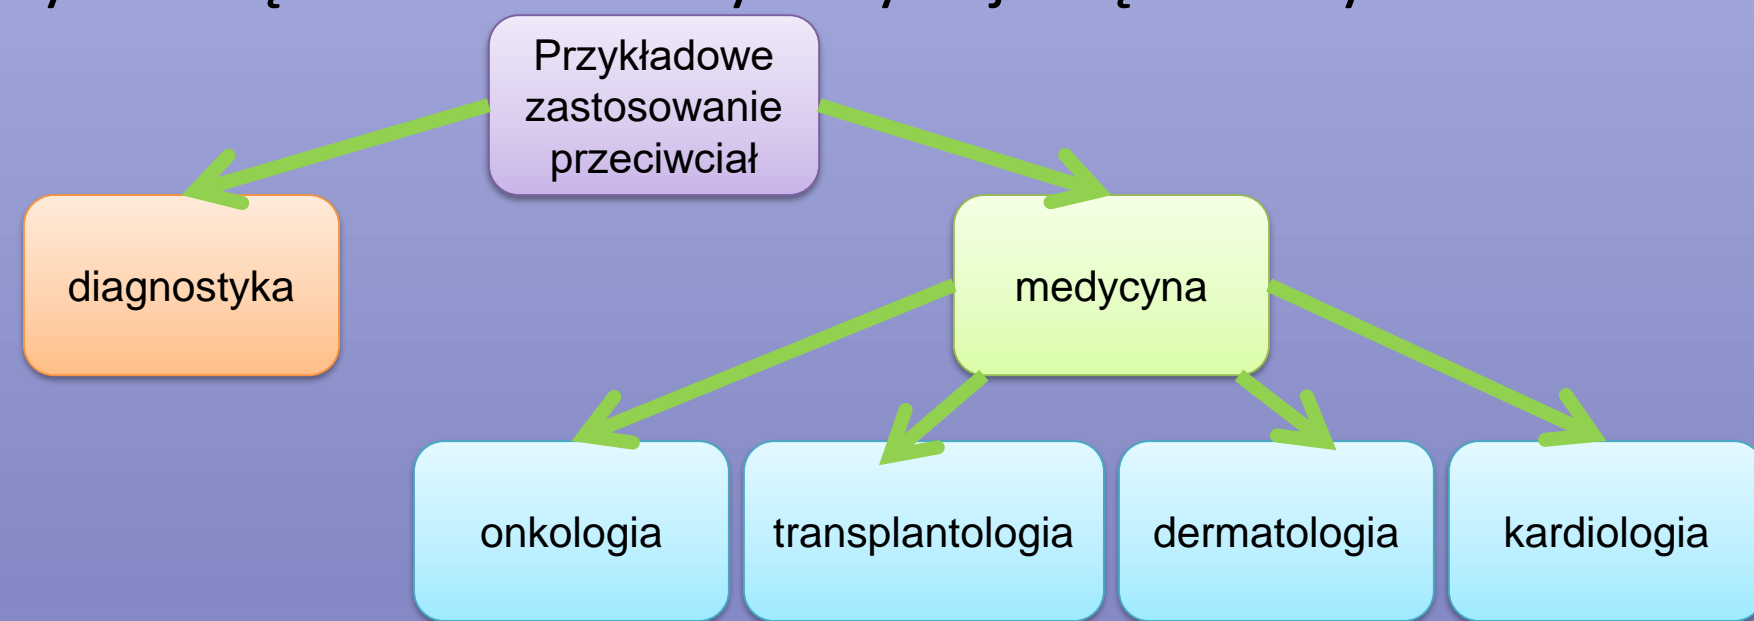 Przykładowe
zastosowanie
przeciwciał
diagnostyka
medycyna
onkologia
transplantologia
dermatologia
kardiologia